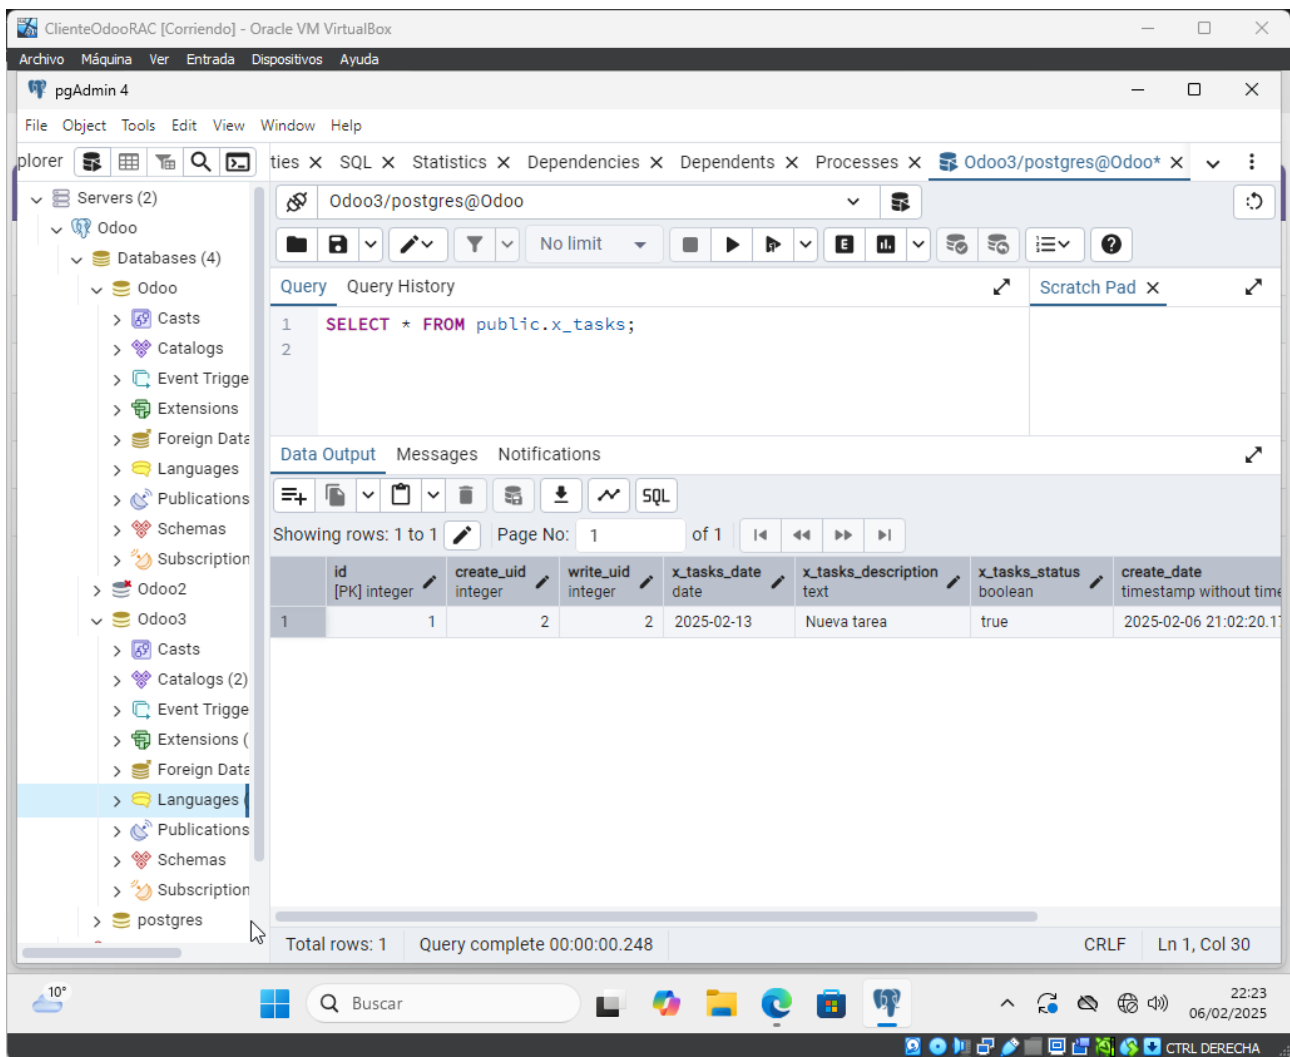 ClienteOdooRAC [Corriendo] - Oracle VM VirtualBox
Archivo Máquina Ver Entrada Dispositivos Ayuda
pgAdmin 4
File Object Tools Edit View Window Help
plorer
ties SQL Statistics Dependencies Dependents Processes Odoo3/postgres@Odoo*
Servers (2)
Odoo
Databases (4)
Odoo
Casts
Catalogs
Event Trigge
Extensions
Foreign Data
Languages
Publications
Schemas
Subscription
Odoo2
Odoo3
Casts
Catalogs (2)
Event Trigge
Extensions (
Foreign Data
Languages (
Publications
Schemas
Subscription
postgres
Odoo3/postgres@Odoo
No limit
E
Query Query History
Scratch Pad
1 SELECT * FROM public.x_tasks;
2
Data Output Messages Notifications
SQL
Showing rows: 1 to 1 Page No: 1 of 1
id create_uid write_uid x_tasks_date x_tasks_description x_tasks_status create_date
[PK] integer integer integer date text boolean timestamp without time
1 1 2 2 2025-02-13 Nueva tarea true 2025-02-06 21:02:20.17
Total rows: 1 Query complete 00:00:00.248 CRLF Ln 1, Col 30
10°
Buscar
22:23
06/02/2025
CTRL DERECHA